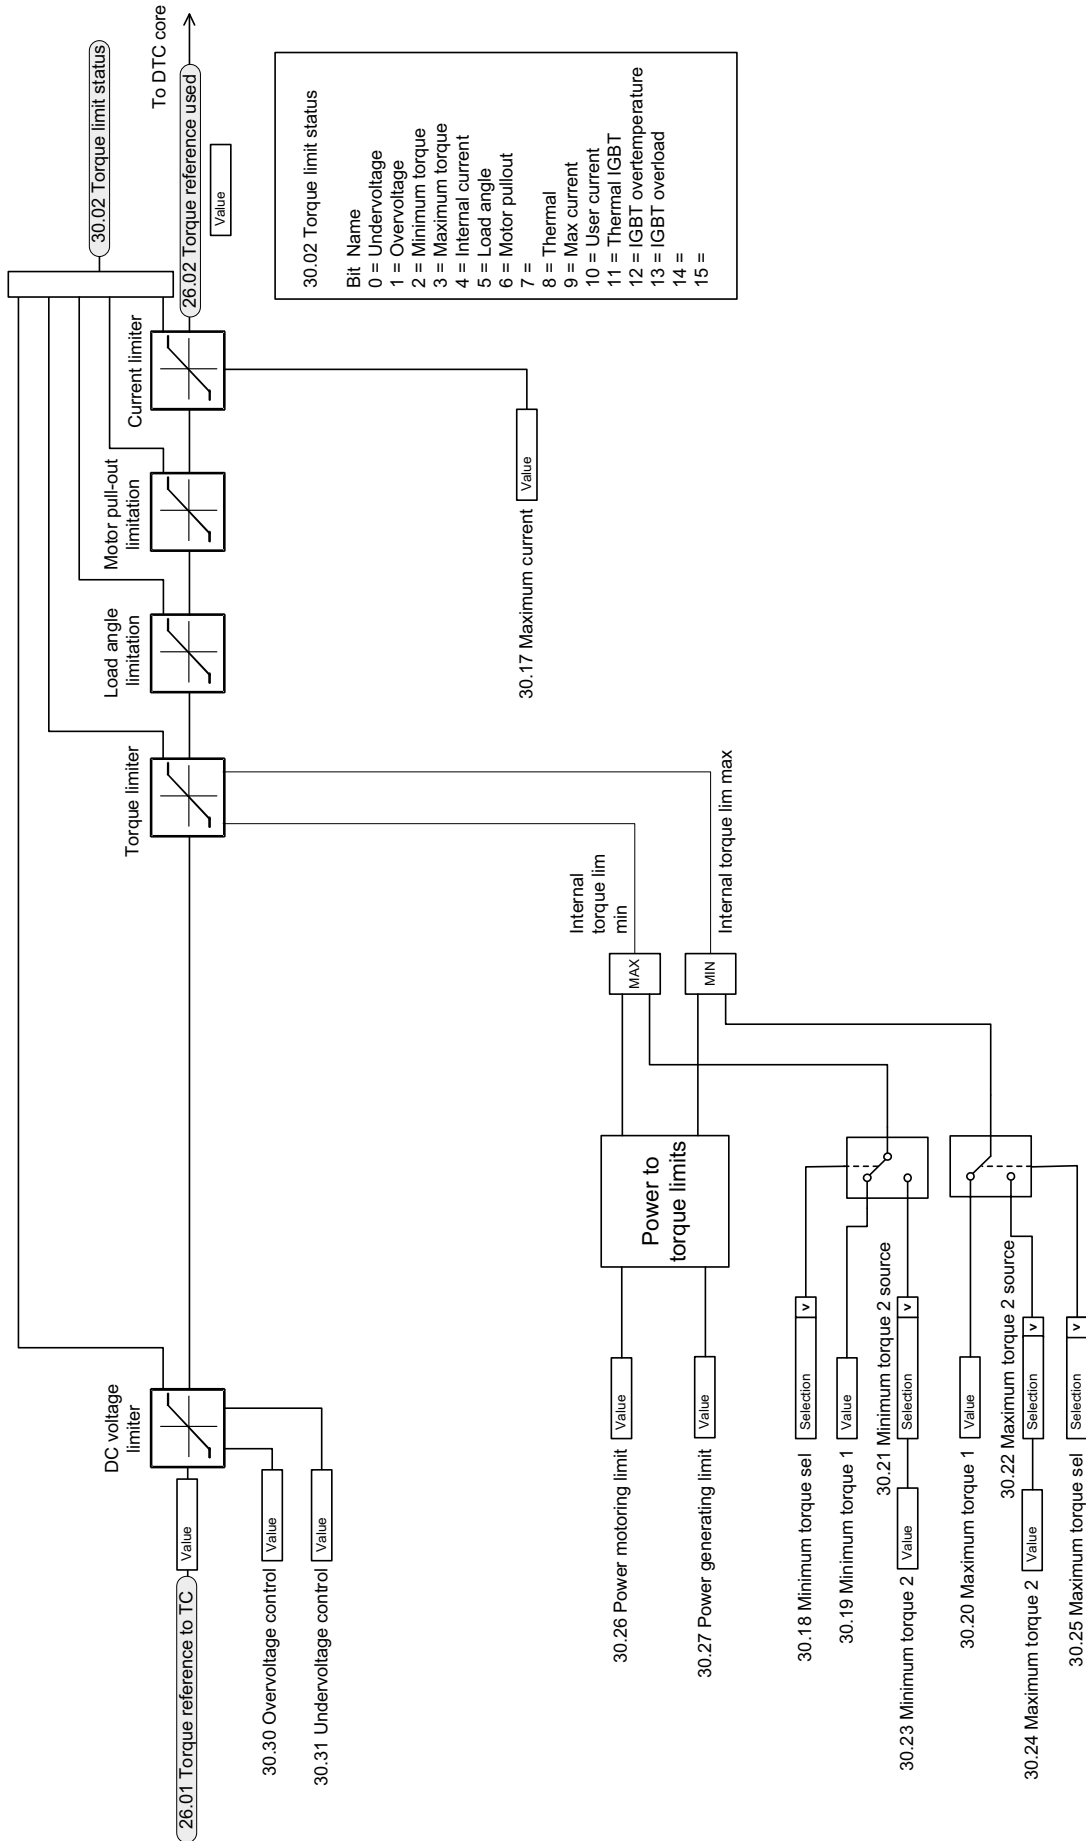 30.02 Torque limit status
To DTC core
26.02 Torque reference used
Value
Current limiter
Motor pull-out
limitation
Load angle
limitation
Torque limiter
DC voltage
limiter
26.01 Torque reference to TC
Value
30.30 Overvoltage control
Value
30.31 Undervoltage control
Value
30.02 Torque limit status
Bit Name
0 = Undervoltage
1 = Overvoltage
2 = Minimum torque
3 = Maximum torque
4 = Internal current
5 = Load angle
6 = Motor pullout
7 =
8 = Thermal
9 = Max current
10 = User current
11 = Thermal IGBT
12 = IGBT overtemperature
13 = IGBT overload
14 =
15 =
30.17 Maximum current
Value
Internal
torque lim
min
MAX
MIN
Internal torque lim max
Power to
torque limits
30.26 Power motoring limit
Value
30.27 Power generating limit
Value
30.18 Minimum torque sel
Selection
v
30.19 Minimum torque 1
Value
30.21 Minimum torque 2 source
30.23 Minimum torque 2
Value
Selection
v
30.20 Maximum torque 1
Value
30.22 Maximum torque 2 source
30.24 Maximum torque 2
Value
Selection
v
30.25 Maximum torque sel
Selection
v